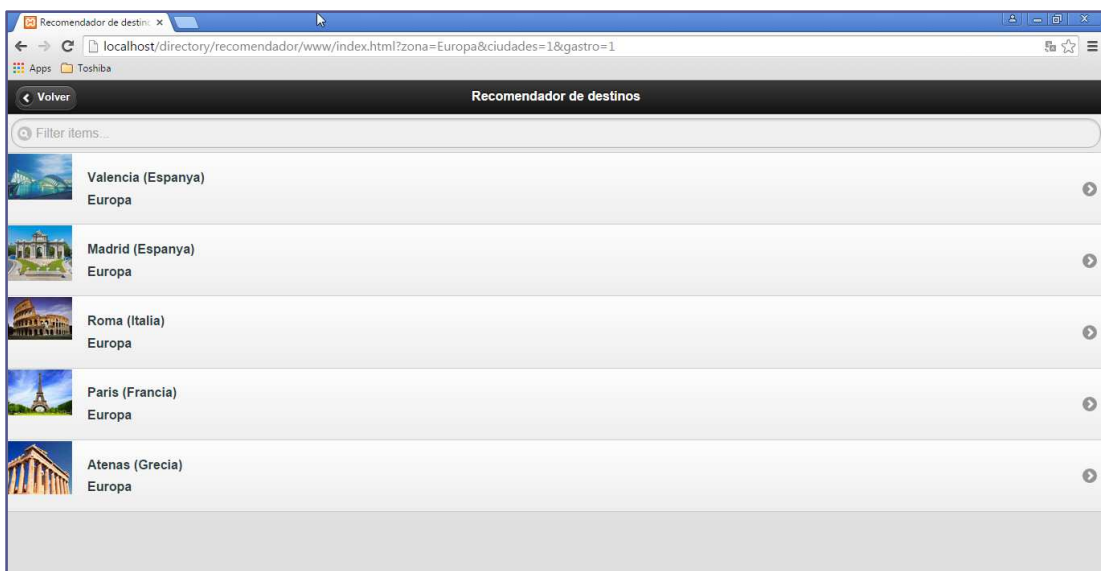 Recomendador de destin
localhost/directory/recomendador/www/index.html?zona=Europa&ciudades=1&gastro=1
Apps Toshiba
Volver Recomendador de destinos
Filter items...
Valencia (Espanya)
Europa
Madrid (Espanya)
Europa
Roma (Italia)
Europa
Paris (Francia)
Europa
Atenas (Grecia)
Europa